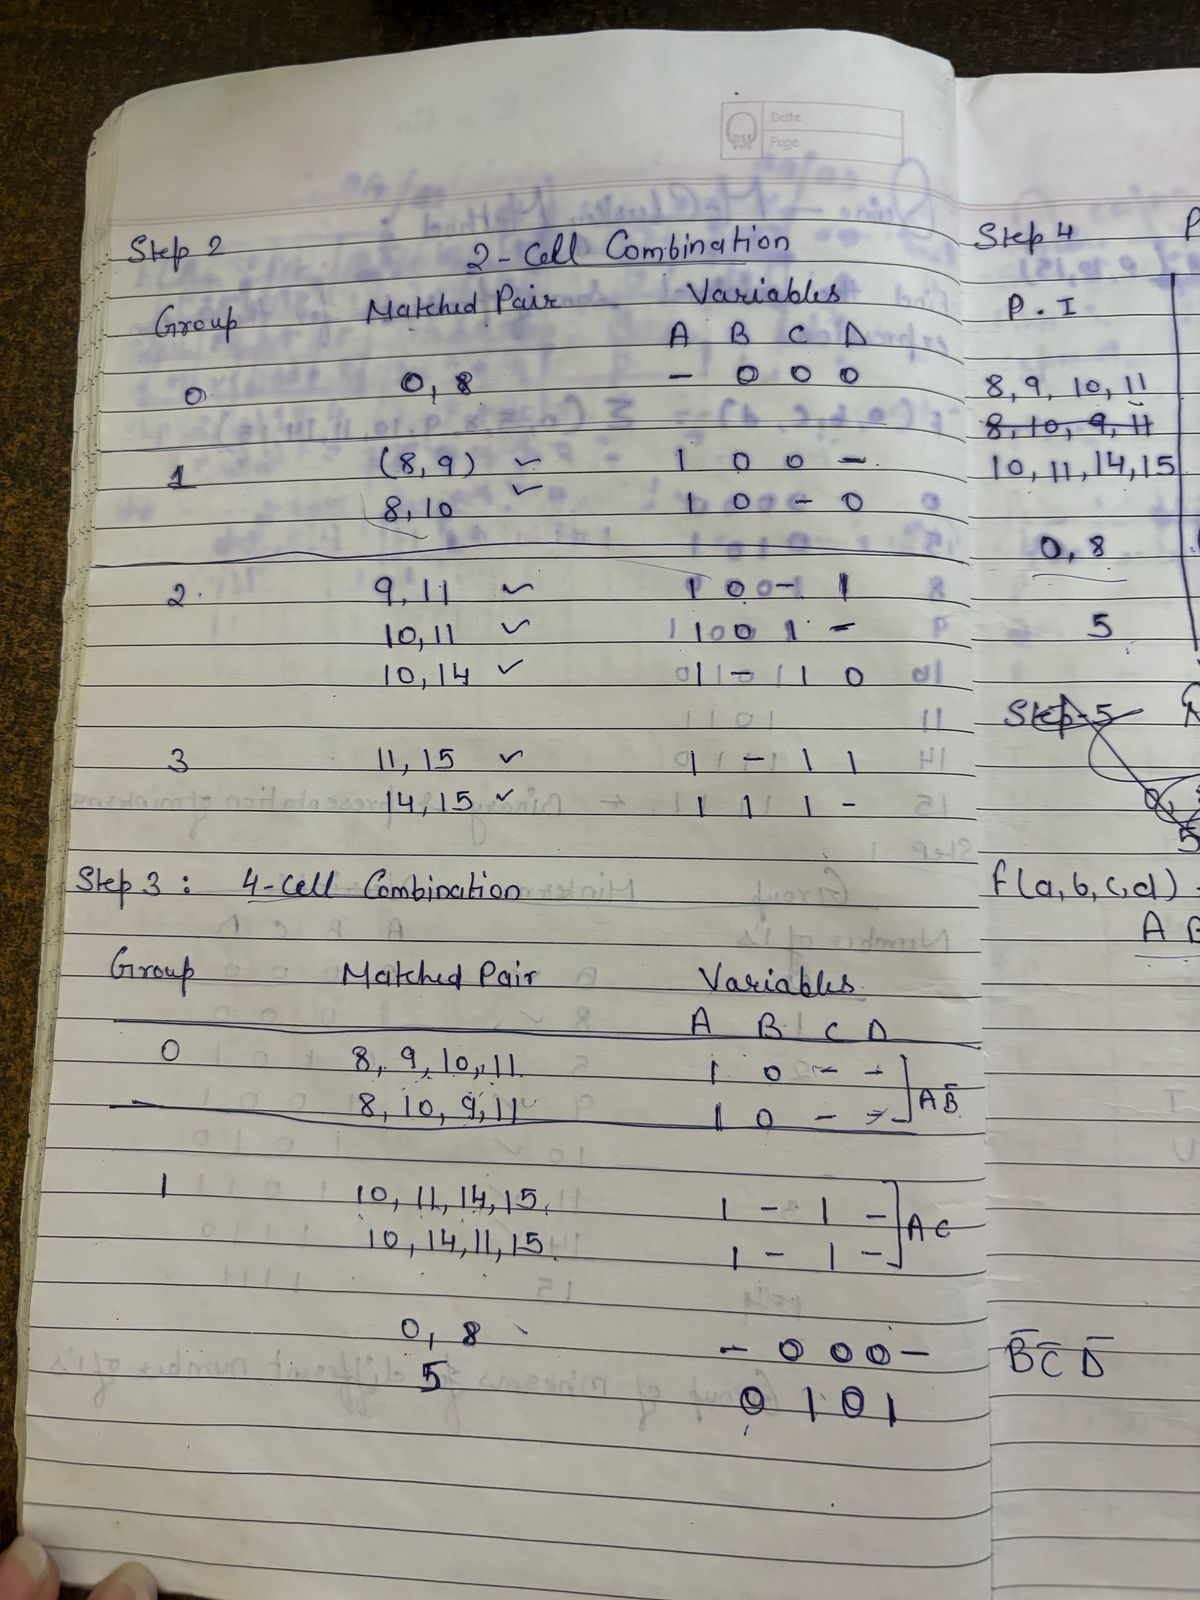 Date
Page
Step 2
2-Cell Combination
Group Matched Pair Variables
A B C D
0 0, 8 - 0 0 0
1 (8,9) ✓ 1 0 0 -
8,10 ✓ 1 0 - 0
2. 9,11 ✓ 1 0 - 1
10,11 ✓ 1 0 1 -
10,14 ✓ 1 - 1 0
3 11,15 ✓ 1 - 1 1
14,15 ✓ 1 1 1 -
Step 3 : 4-Cell Combination
Group Matched Pair Variables
A B C D
0 8, 9, 10, 11 1 0 - -
8, 10, 9, 11 1 0 - - AB̅
1 10, 11, 14, 15 1 - 1 -
10, 14, 11, 15 1 - 1 - AC
0, 8 - 0 0 0 - B̅ C̅ D̅
5 0 1 0 1
Step 4 P
P.I
8, 9, 10, 11
8, 10, 9, 11
10, 11, 14, 15
0, 8
5
Step-5
5
f(a,b,c,d)
A B